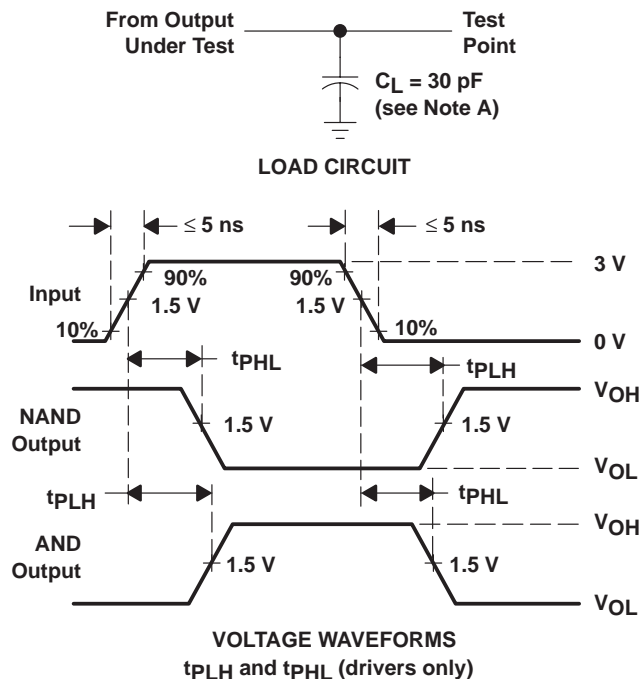 From Output
Under Test
Test
Point
CL = 30 pF
(see Note A)
LOAD CIRCUIT
≤ 5 ns
≤ 5 ns
3 V
90%
90%
Input
1.5 V
1.5 V
10%
10%
0 V
tPHL
tPLH
VOH
NAND
Output
1.5 V
1.5 V
VOL
tPLH
tPHL
VOH
AND
Output
1.5 V
1.5 V
VOL
VOLTAGE WAVEFORMS
tPLH and tPHL (drivers only)